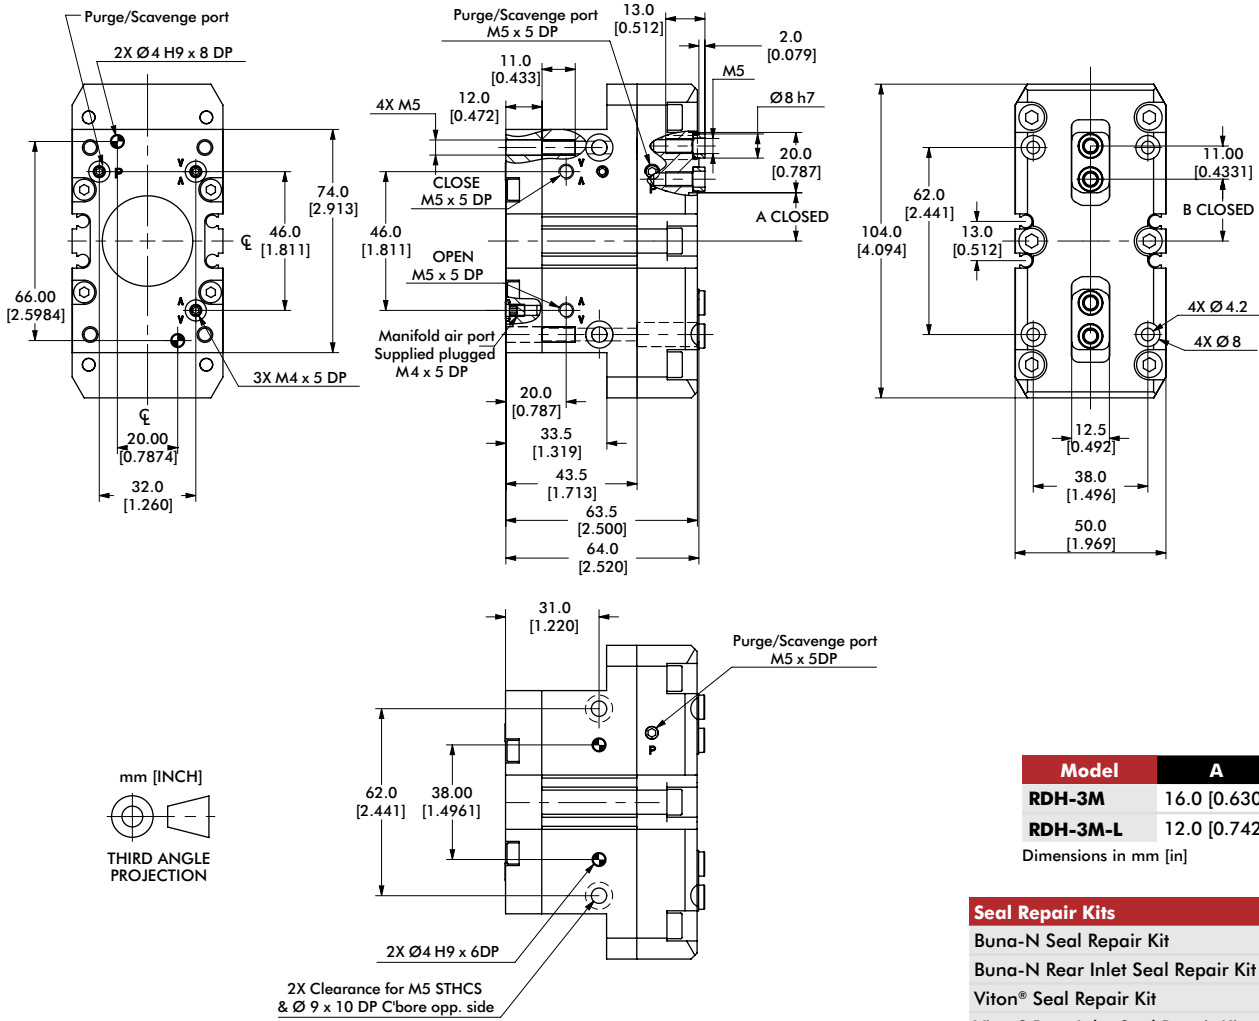 Purge/Scavenge port
2X Ø4 H9 x 8 DP
P
74.0
[2.913]
46.0
[1.811]
66.00
[2.5984]
3X M4 x 5 DP
20.00
[0.7874]
32.0
[1.260]
Purge/Scavenge port
M5 x 5 DP
13.0
[0.512]
2.0
[0.079]
11.0
[0.433]
M5
12.0
[0.472]
4X M5
Ø8 h7
20.0
[0.787]
CLOSE
M5 x 5 DP
P
A CLOSED
46.0
[1.811]
OPEN
M5 x 5 DP
Manifold air port
Supplied plugged
M4 x 5 DP
20.0
[0.787]
33.5
[1.319]
43.5
[1.713]
63.5
[2.500]
64.0
[2.520]
11.00
[0.4331]
62.0
[2.441]
B CLOSED
104.0
[4.094]
13.0
[0.512]
4X Ø 4.2
4X Ø 8
12.5
[0.492]
38.0
[1.496]
50.0
[1.969]
31.0
[1.220]
Purge/Scavenge port
M5 x 5DP
P
62.0
[2.441]
38.00
[1.4961]
2X Ø4 H9 x 6DP
2X Clearance for M5 STHCS
& Ø 9 x 10 DP C'bore opp. side
mm [INCH]
THIRD ANGLE
PROJECTION
Model A
RDH-3M 16.0 [0.630
RDH-3M-L 12.0 [0.742
Dimensions in mm [in]
Seal Repair Kits
Buna-N Seal Repair Kit
Buna-N Rear Inlet Seal Repair Kit
Viton® Seal Repair Kit